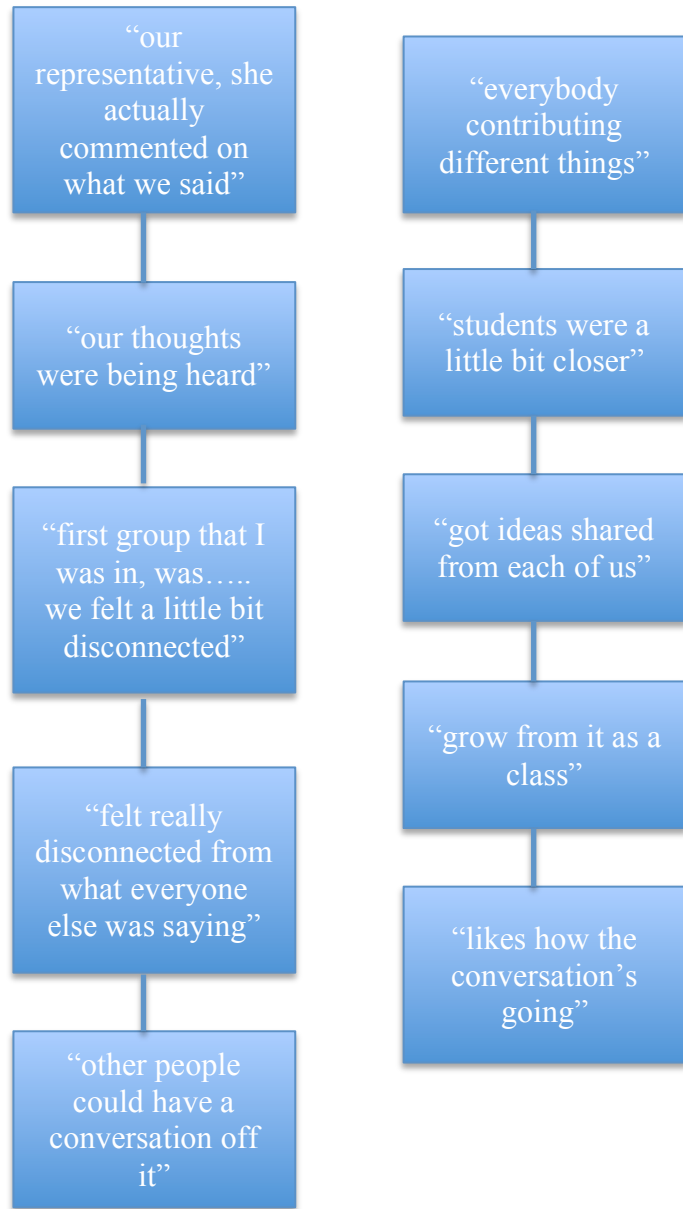 “our
representative, she
actually
commented on
what we said”
“our thoughts
were being heard”
“first group that I
was in, was…..
we felt a little bit
disconnected”
“felt really
disconnected from
what everyone
else was saying”
“other people
could have a
conversation off
it”
“everybody
contributing
different things”
“students were a
little bit closer”
“got ideas shared
from each of us”
“grow from it as a
class”
“likes how the
conversation’s
going”